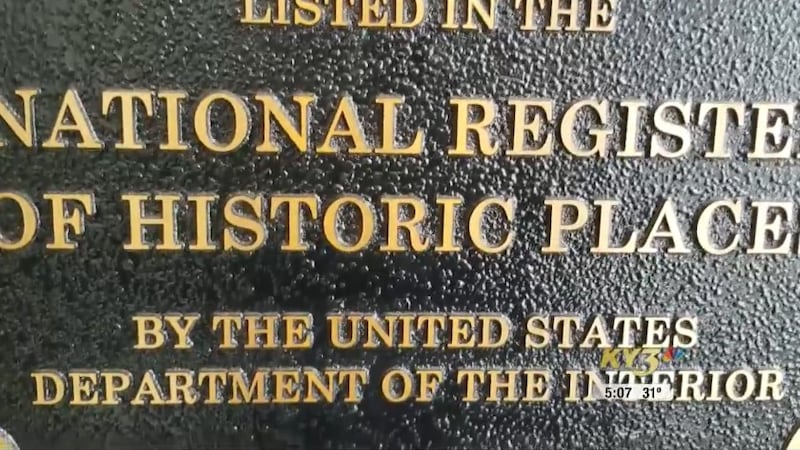 LISTED IN THE
NATIONAL REGISTE
OF HISTORIC PLACE
BY THE UNITED STATES
DEPARTMENT OF THE INTERIOR
KY3
5:07 31°